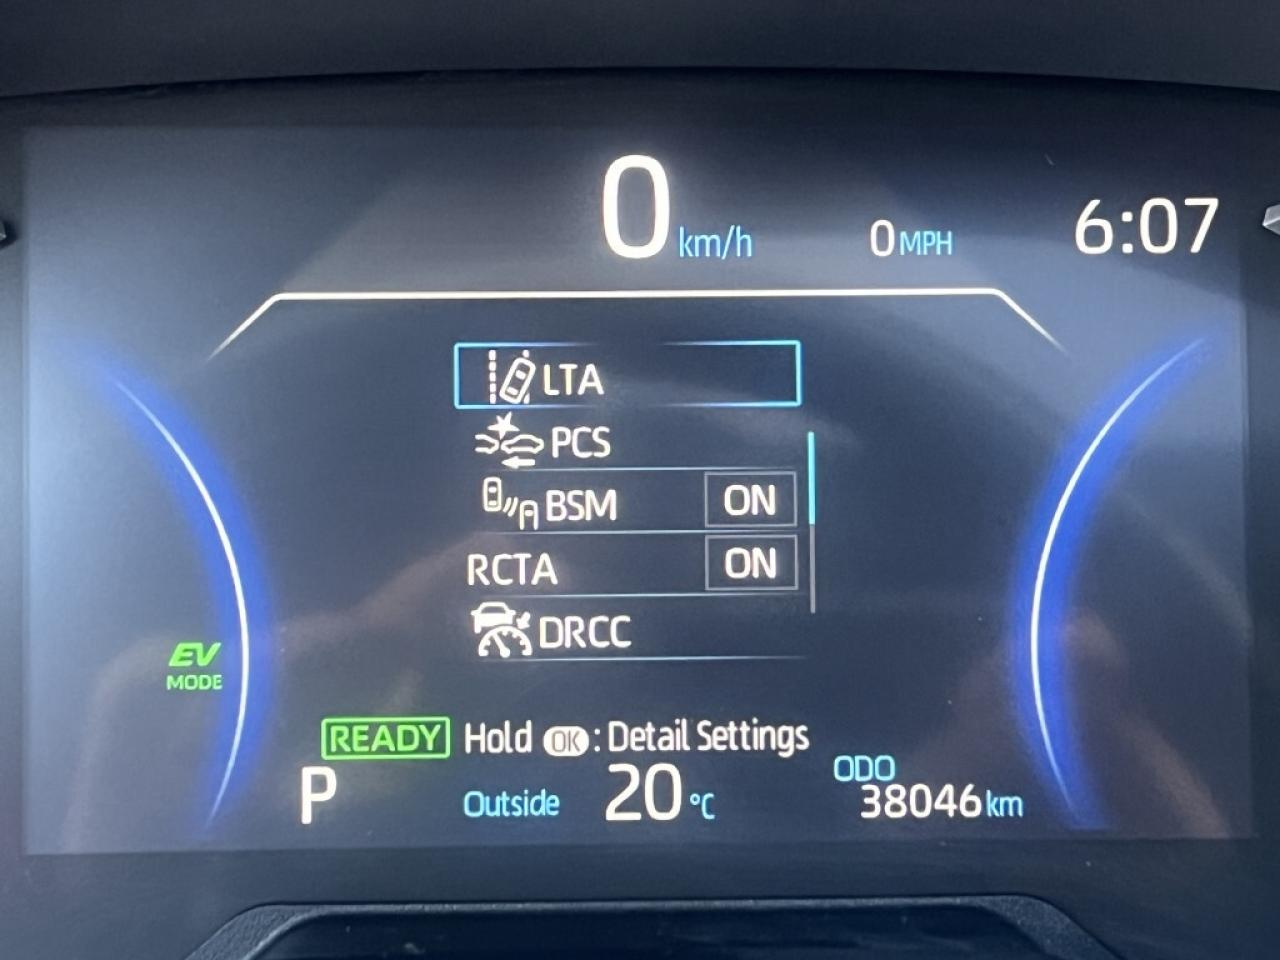 0 km/h 0 MPH 6:07
LTA
PCS
BSM ON
RCTA ON
DRCC
EV
MODE
READY Hold OK : Detail Settings
P Outside 20 °C ODO
38046 km